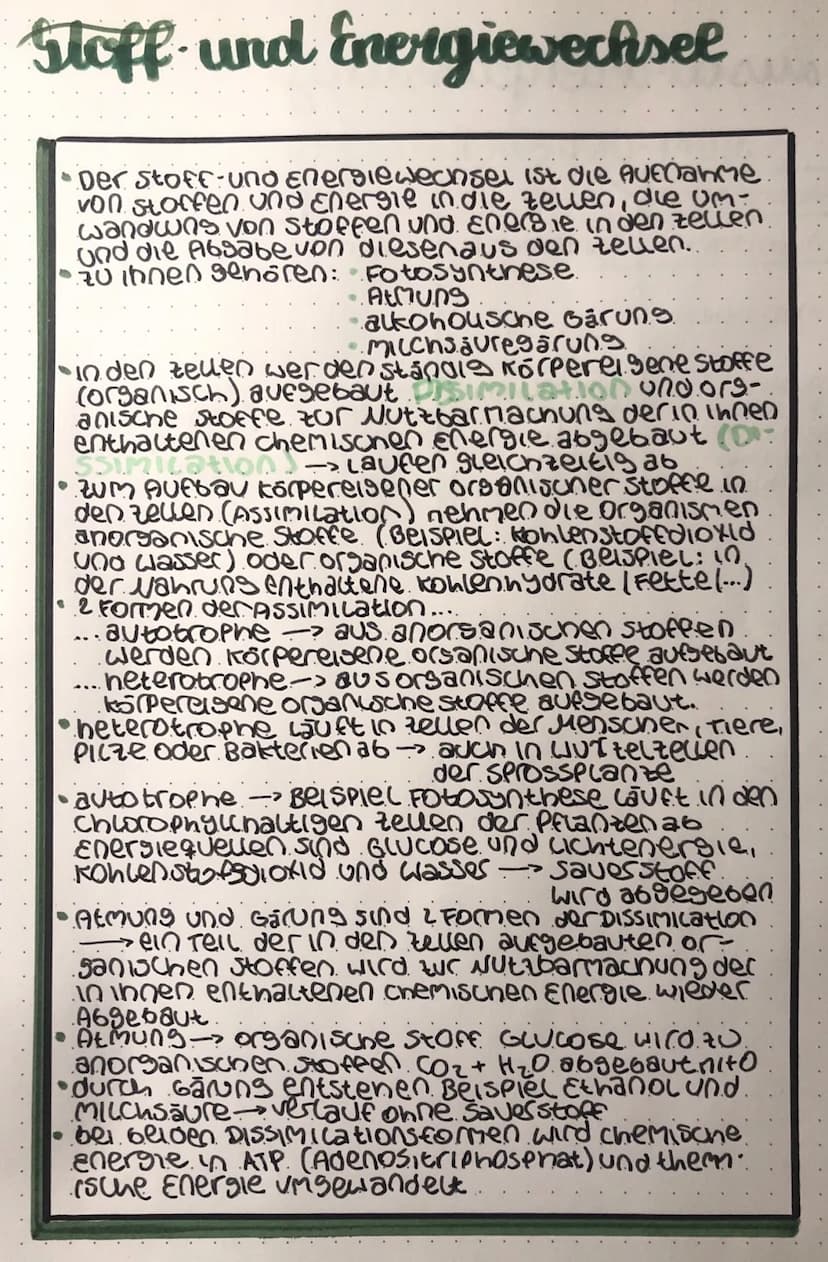 Stoff- und Energiewechsel
• Der Stoff- und Energiewechsel ist die Aufnahme
von Stoffen und Energie in die Zellen, die Um-
wandlung von Stoffen und Energie in den Zellen
und die Abgabe von diesen aus den Zellen.
• Zu ihnen gehören: • Fotosynthese
• Atmung
• alkoholische Gärung
• Milchsäuregärung
• in den Zellen werden ständig körpereigene Stoffe
(organisch) aufgebaut Dissimilation und org-
anische Stoffe zur Nutzbarmachung der in ihnen
enthaltenen chemischen Energie abgebaut (Di-
ssimilation) → laufen gleichzeitig ab
• zum Aufbau körpereigener organischer Stoffe in
den Zellen (Assimilation) nehmen die Organismen
anorganische Stoffe (Beispiel: Kohlenstoffdioxid
und Wasser) oder organische Stoffe (Beispiel: in
der Nahrung enthaltene Kohlenhydrate / Fette /...)
• 2 Formen der Assimilation...
... autotrophe → aus anorganischen Stoffen
werden körpereigene organische Stoffe aufgebaut
... heterotrophe → aus organischen Stoffen werden
körpereigene organische Stoffe aufgebaut.
• heterotrophe läuft in Zellen der Menschen, Tiere,
Pilze oder Bakterien ab → auch in Wurzelzellen
der Sprossplanze
• autotrophe → Beispiel Fotosynthese läuft in den
Chlorophyllhaltigen Zellen der Pflanzen ab
Energiequellen sind Glucose und Lichtenergie,
Kohlenstoffdioxid und Wasser → Sauerstoff
wird abgegeben
• Atmung und Gärung sind 2 Formen der Dissimilation
→ ein Teil der in den Zellen aufgebauten or-
ganischen Stoffen wird zur Nutzbarmachung der
in ihnen enthaltenen chemischen Energie wieder
Abgebaut
• Atmung → organische Stoff Glucose wird zu
anorganischen Stoffen CO₂ + H₂O abgebaut mit O
• durch Gärung entstehen Beispiel Ethanol und
Milchsäure → verlauf ohne Sauerstoff
• bei beiden Dissimilationsformen wird chemische
Energie in ATP (Adenositriphosphat) und therm-
ische Energie umgewandelt